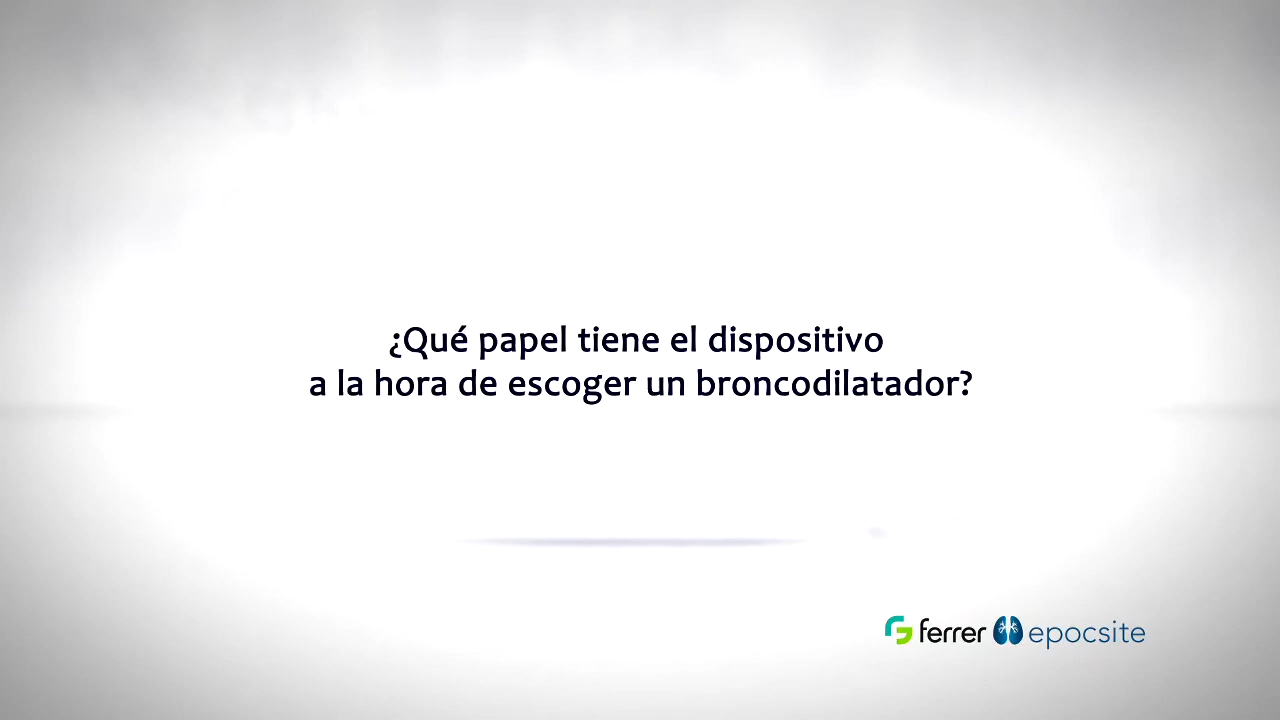 ¿Qué papel tiene el dispositivo
a la hora de escoger un broncodilatador?
ferrer epocsite